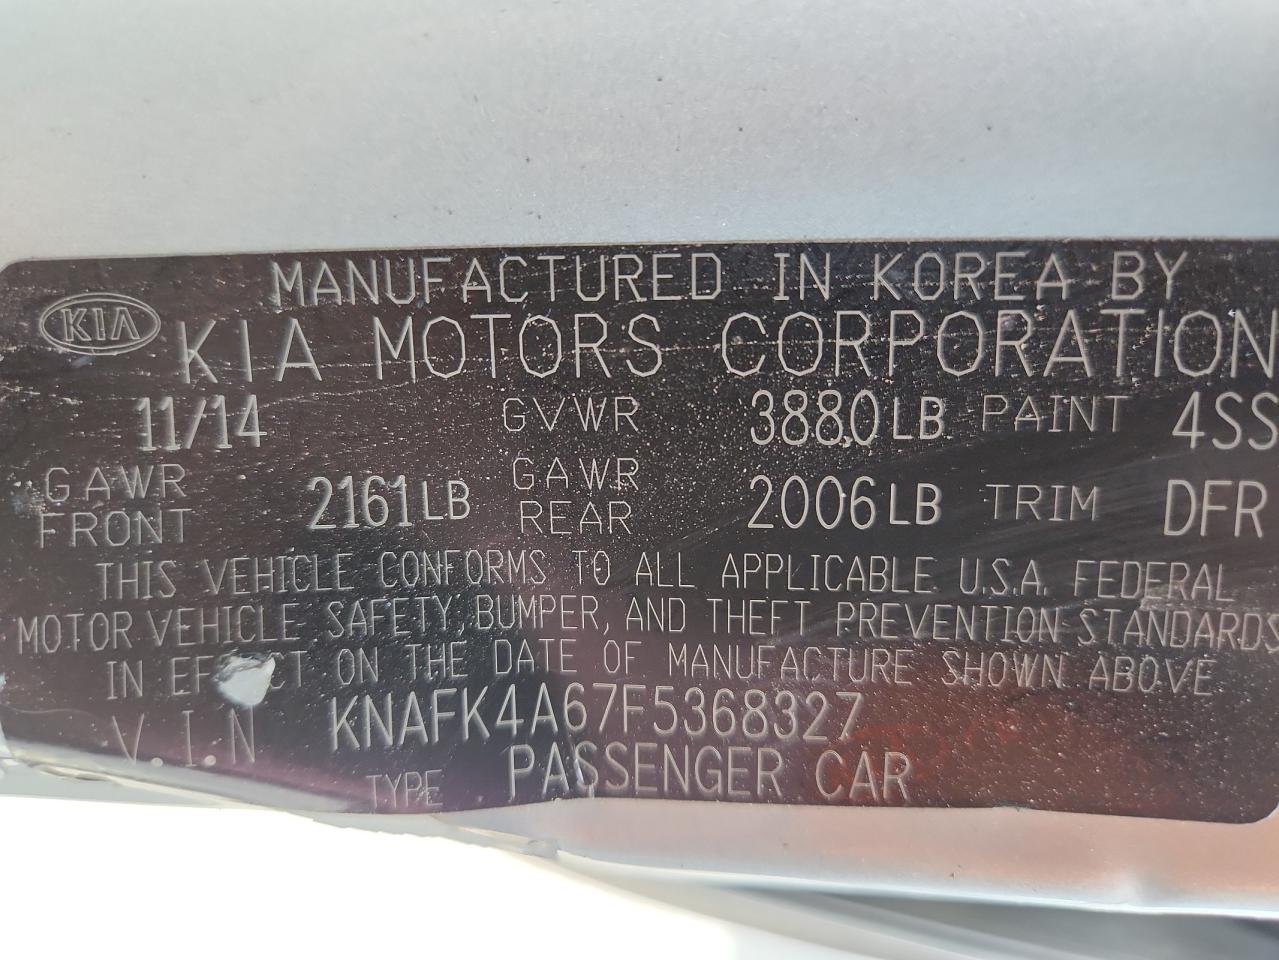 MANUFACTURED IN KOREA BY
KIA
KIA MOTORS CORPORATION
11/14 GVWR 3880LB PAINT 4SS
GAWR FRONT 2161LB GAWR REAR 2006LB TRIM DFR
THIS VEHICLE CONFORMS TO ALL APPLICABLE U.S.A. FEDERAL
MOTOR VEHICLE SAFETY, BUMPER, AND THEFT PREVENTION STANDARDS
IN EFFECT ON THE DATE OF MANUFACTURE SHOWN ABOVE
V.I.N KNAFK4A67F5368327
TYPE PASSENGER CAR